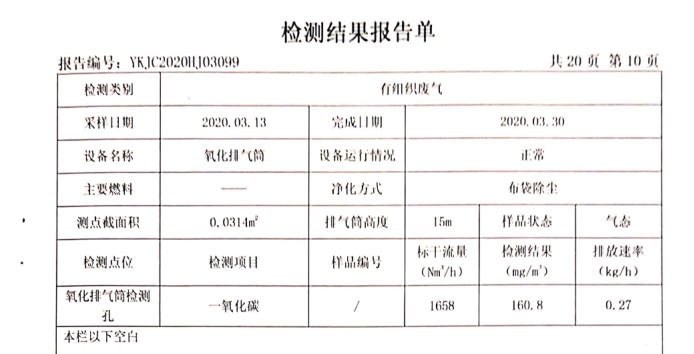 检测结果报告单
报告编号: YKJC2020HJ03099 共 20 页 第 10 页
检测类别 有组织废气
采样日期 2020.03.13 完成日期 2020.03.30
设备名称 氧化排气筒 设备运行情况 正常
主要燃料 —— 净化方式 布袋除尘
测点截面积 0.0314m² 排气筒高度 15m 样品状态 气态
检测点位 检测项目 样品编号 标干流量 (Nm³/h) 检测结果 (mg/m³) 排放速率 (kg/h)
氧化排气筒检测孔 一氧化碳 / 1658 160.8 0.27
本栏以下空白